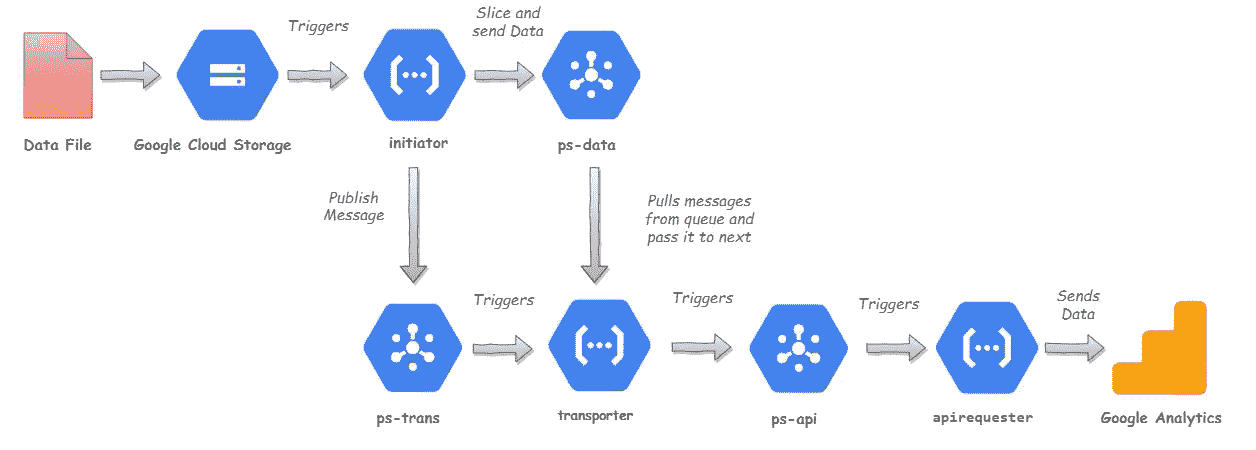 Triggers
Slice and
send Data
Data File
Google Cloud Storage
initiator
ps-data
Publish
Message
Pulls messages
from queue and
pass it to next
Triggers
Triggers
Triggers
Sends
Data
ps-trans
transporter
ps-api
apirequester
Google Analytics